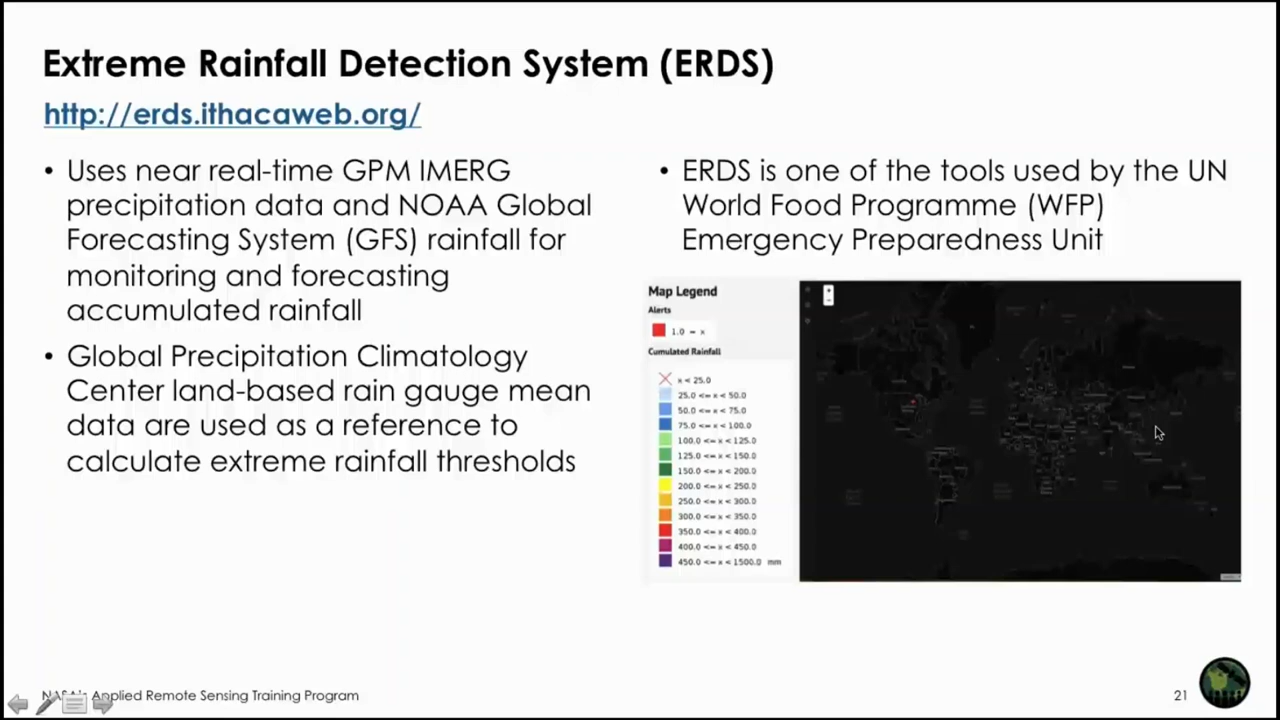 Extreme Rainfall Detection System (ERDS)
http://erds.ithacaweb.org/
• Uses near real-time GPM IMERG
precipitation data and NOAA Global
Forecasting System (GFS) rainfall for
monitoring and forecasting
accumulated rainfall
• Global Precipitation Climatology
Center land-based rain gauge mean
data are used as a reference to
calculate extreme rainfall thresholds
• ERDS is one of the tools used by the UN
World Food Programme (WFP)
Emergency Preparedness Unit
Map Legend
Alerts
1.0 = x
Cumulated Rainfall
x < 25.0
25.0 <= x < 50.0
50.0 <= x < 75.0
75.0 <= x < 100.0
100.0 <= x < 125.0
125.0 <= x < 150.0
150.0 <= x < 200.0
200.0 <= x < 250.0
250.0 <= x < 300.0
300.0 <= x < 350.0
350.0 <= x < 400.0
400.0 <= x < 450.0
450.0 <= x < 1500.0 mm
NASA's Applied Remote Sensing Training Program
21